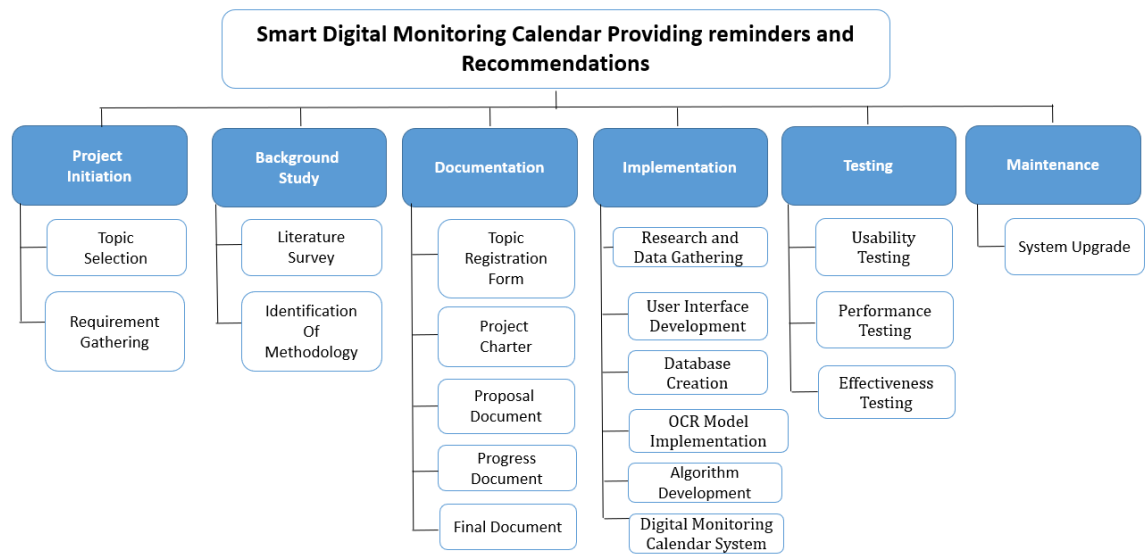 Smart Digital Monitoring Calendar Providing reminders and
Recommendations
Project
Initiation
Topic
Selection
Requirement
Gathering
Background
Study
Literature
Survey
Identification
Of
Methodology
Documentation
Topic
Registration
Form
Project
Charter
Proposal
Document
Progress
Document
Final Document
Implementation
Research and
Data Gathering
User Interface
Development
Database
Creation
OCR Model
Implementation
Algorithm
Development
Digital Monitoring
Calendar System
Testing
Usability
Testing
Performance
Testing
Effectiveness
Testing
Maintenance
System Upgrade